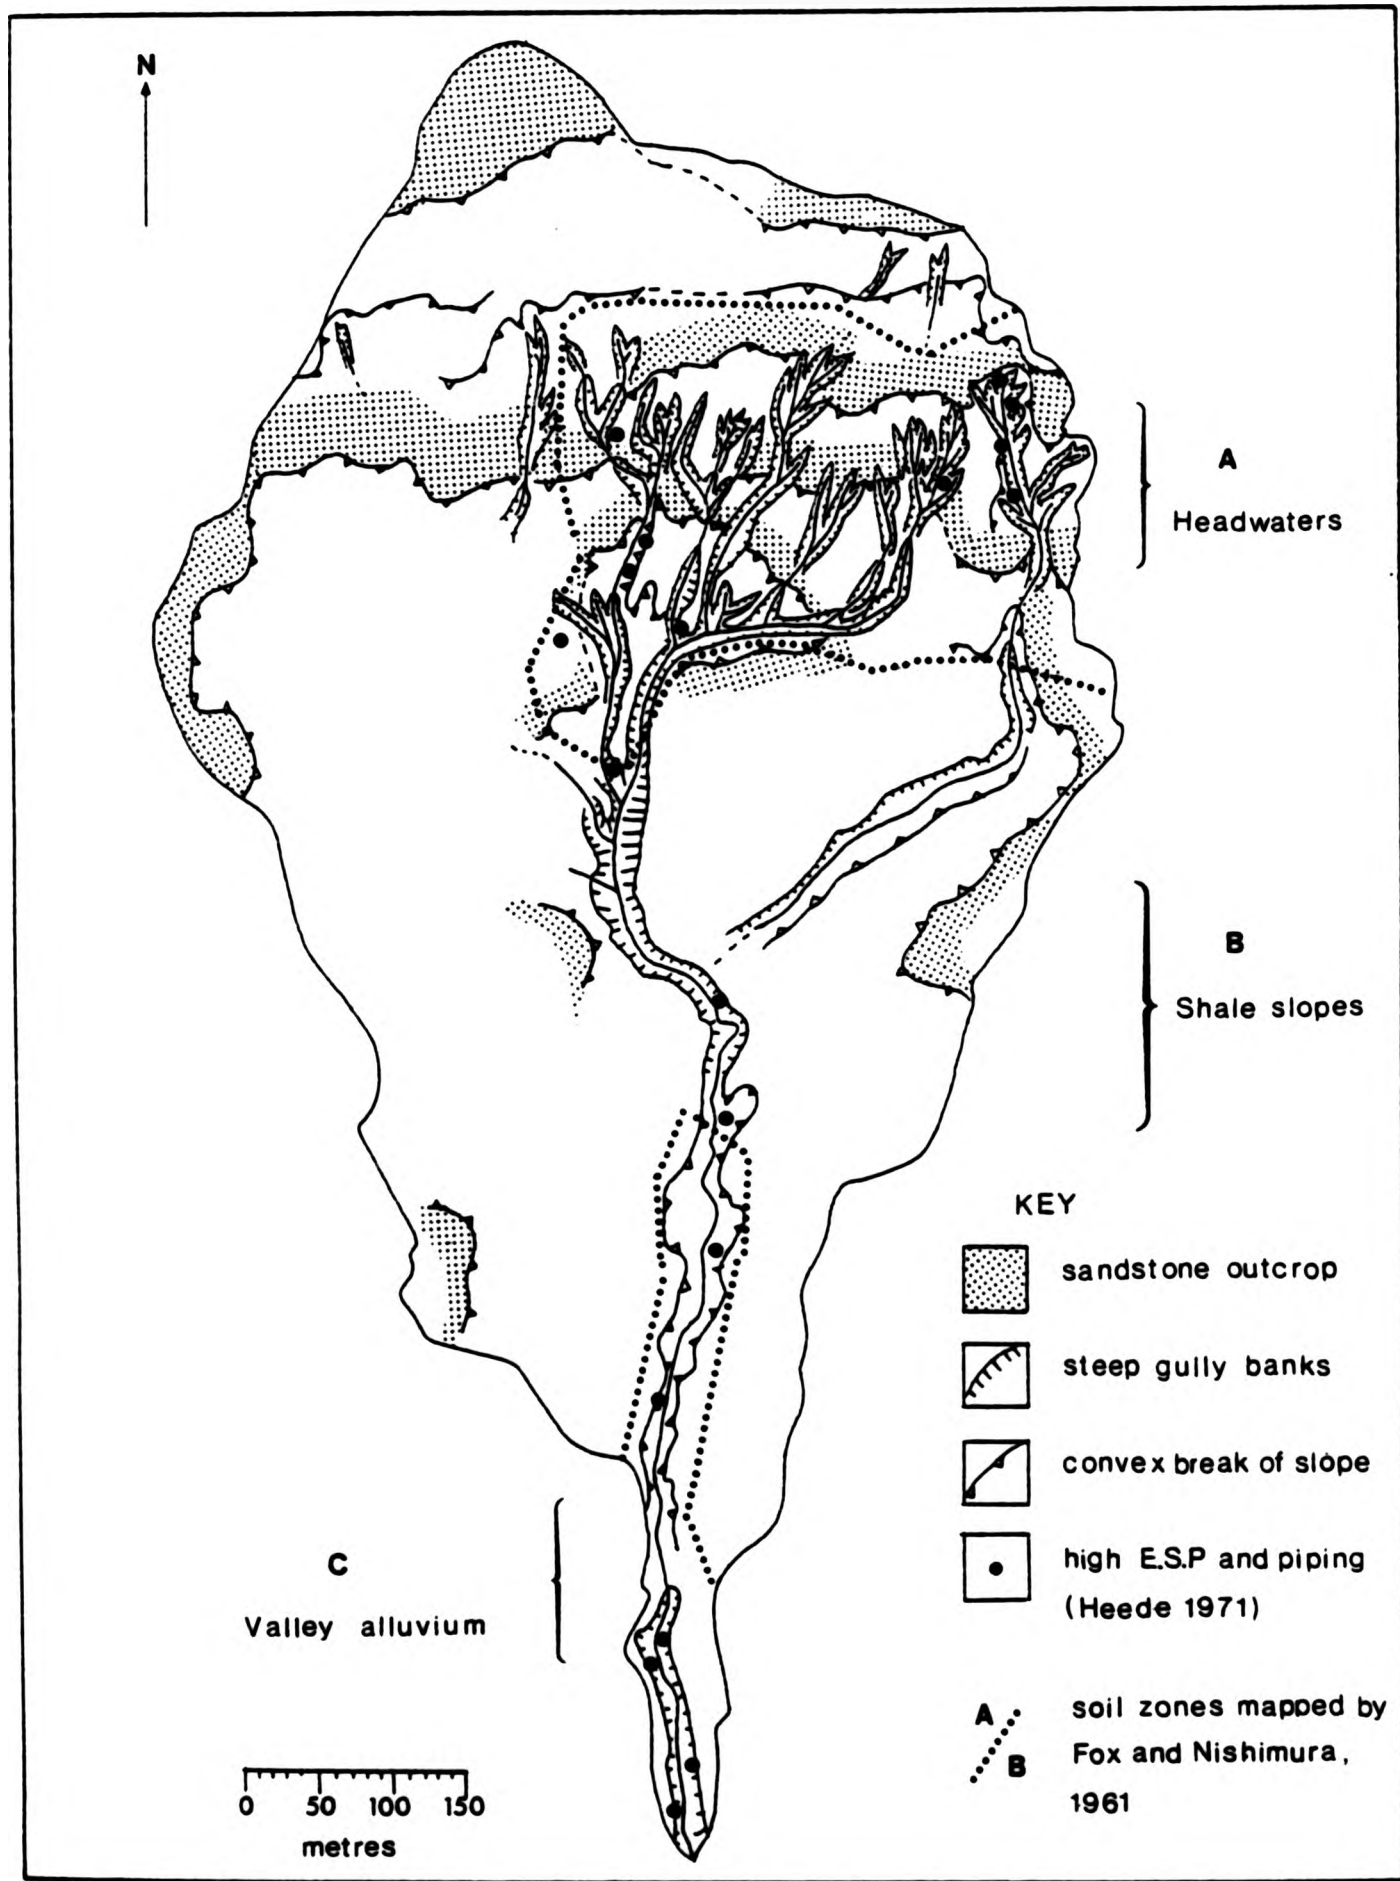 N
A
Headwaters
B
Shale slopes
KEY
sandstone outcrop
steep gully banks
convex break of slope
high E.S.P and piping
(Heede 1971)
A
B
soil zones mapped by
Fox and Nishimura,
1961
C
Valley alluvium
0 50 100 150
metres